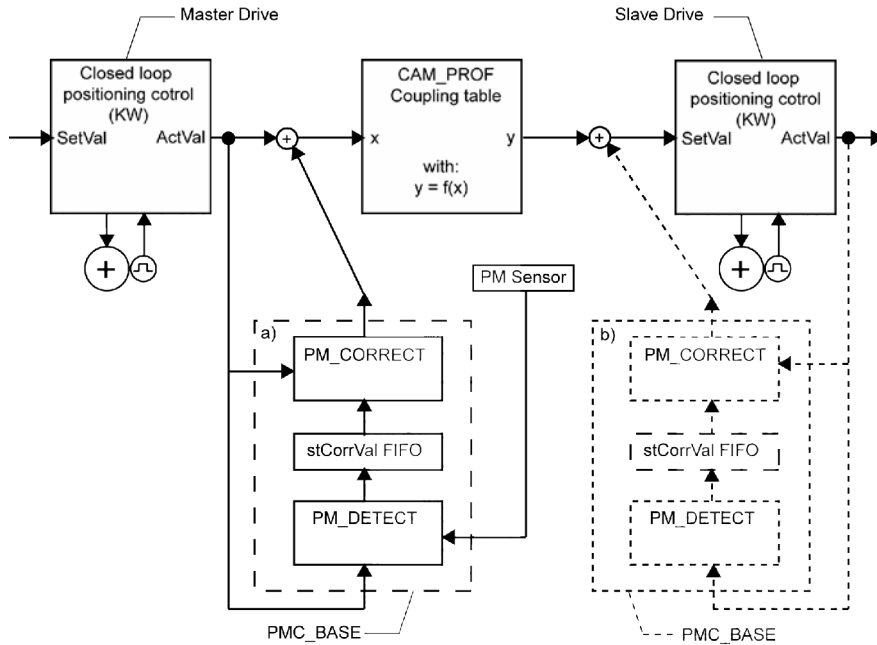 Master Drive
Slave Drive
Closed loop
positioning cotrol
(KW)
SetVal
ActVal
+
CAM_PROF
Coupling table
x
y
with:
y = f(x)
+
Closed loop
positioning cotrol
(KW)
SetVal
ActVal
+
+
PM Sensor
a)
PM_CORRECT
stCorrVal FIFO
PM_DETECT
PMC_BASE
b)
PM_CORRECT
stCorrVal FIFO
PM_DETECT
PMC_BASE